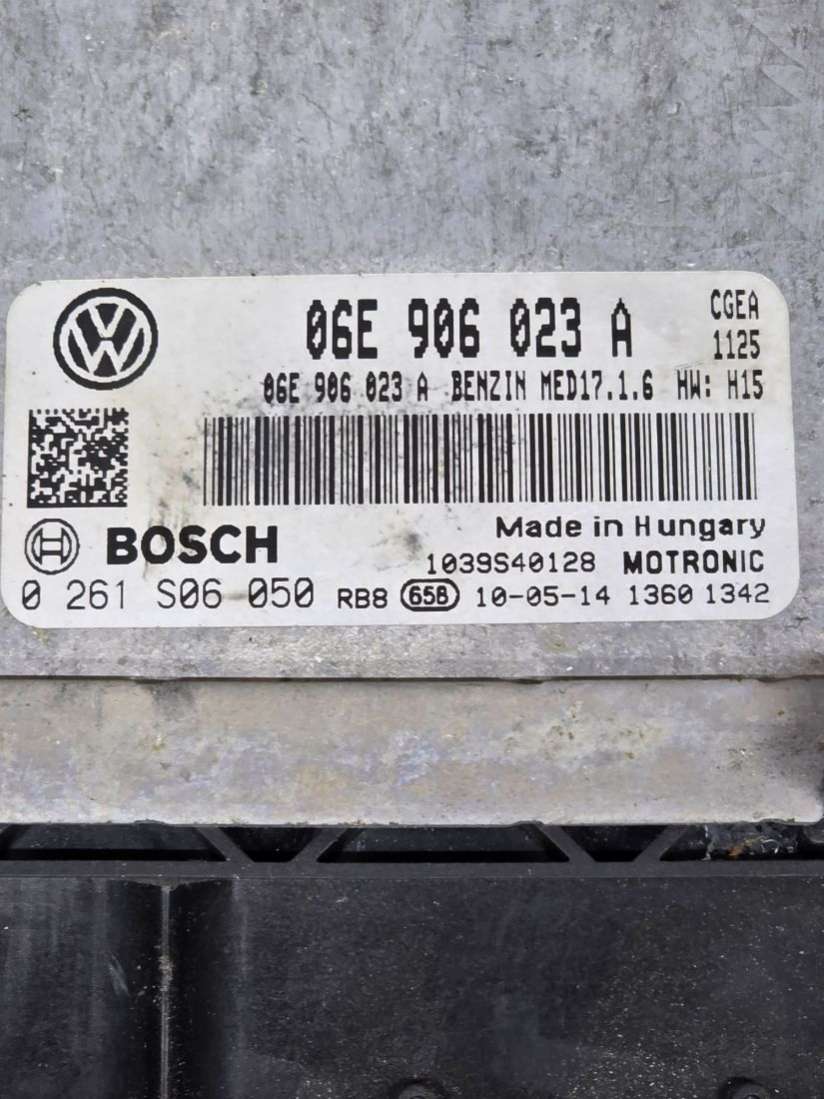 06E 906 023 A CGEA
1125
06E 906 023 A BENZIN MED17.1.6 HW: H15
BOSCH
Made in Hungary
1039S40128 MOTRONIC
0 261 S06 050 RB8 65B 10-05-14 1360 1342